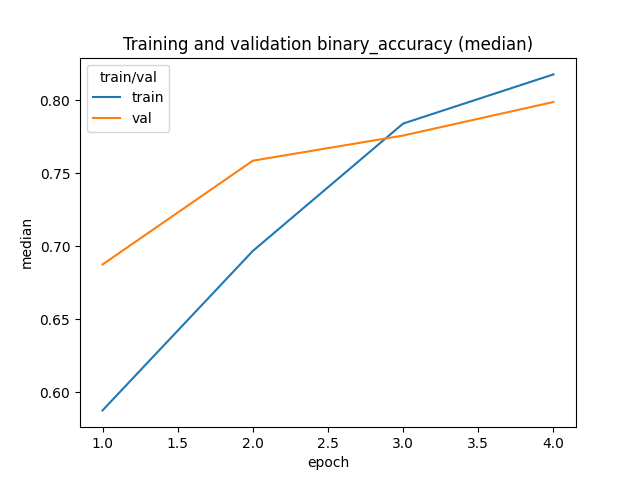 Training and validation binary_accuracy (median)
train/val
train
val
0.80
0.75
0.70
0.65
0.60
median
1.0
1.5
2.0
2.5
3.0
3.5
4.0
epoch